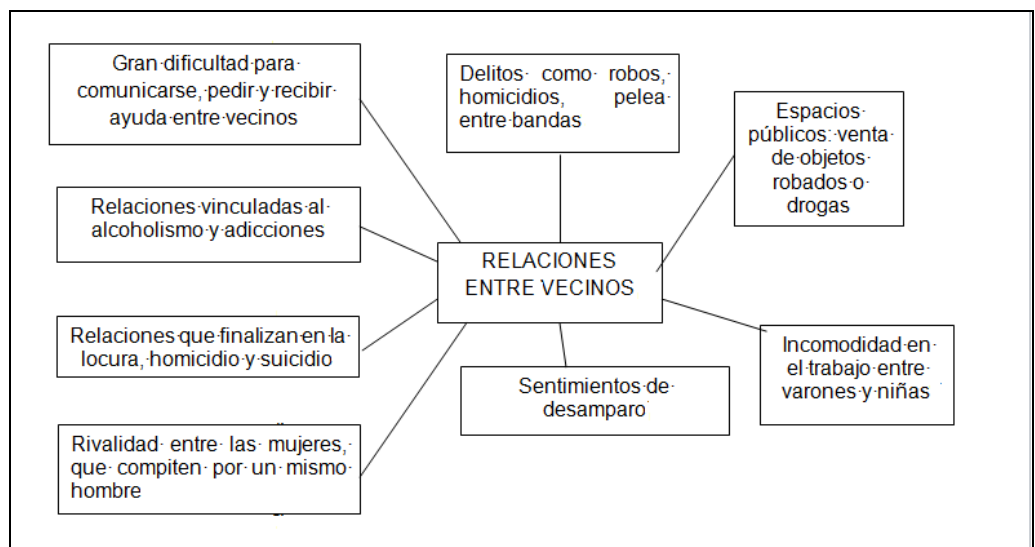 Gran dificultad para
comunicarse, pedir y recibir
ayuda entre vecinos
Delitos como robos,
homicidios, pelea
entre bandas
Espacios
públicos: venta
de objetos
robados o
drogas
Relaciones vinculadas al
alcoholismo y adicciones
RELACIONES
ENTRE VECINOS
Relaciones que finalizan en la
locura, homicidio y suicidio
Incomodidad en
el trabajo entre
varones y niñas
Sentimientos de
desamparo
Rivalidad entre las mujeres,
que compiten por un mismo
hombre